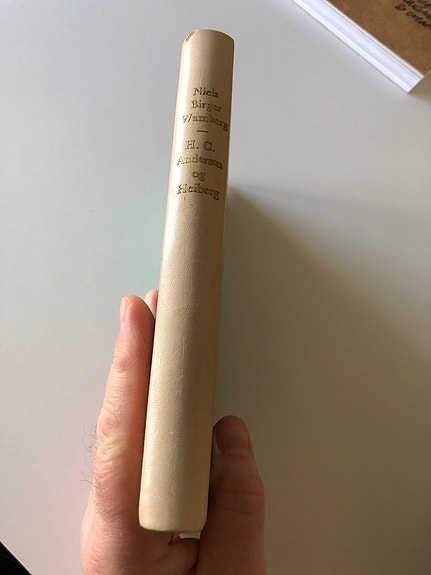 Niels
Birger
Wamberg
H. C.
Andersen
og
Heiberg